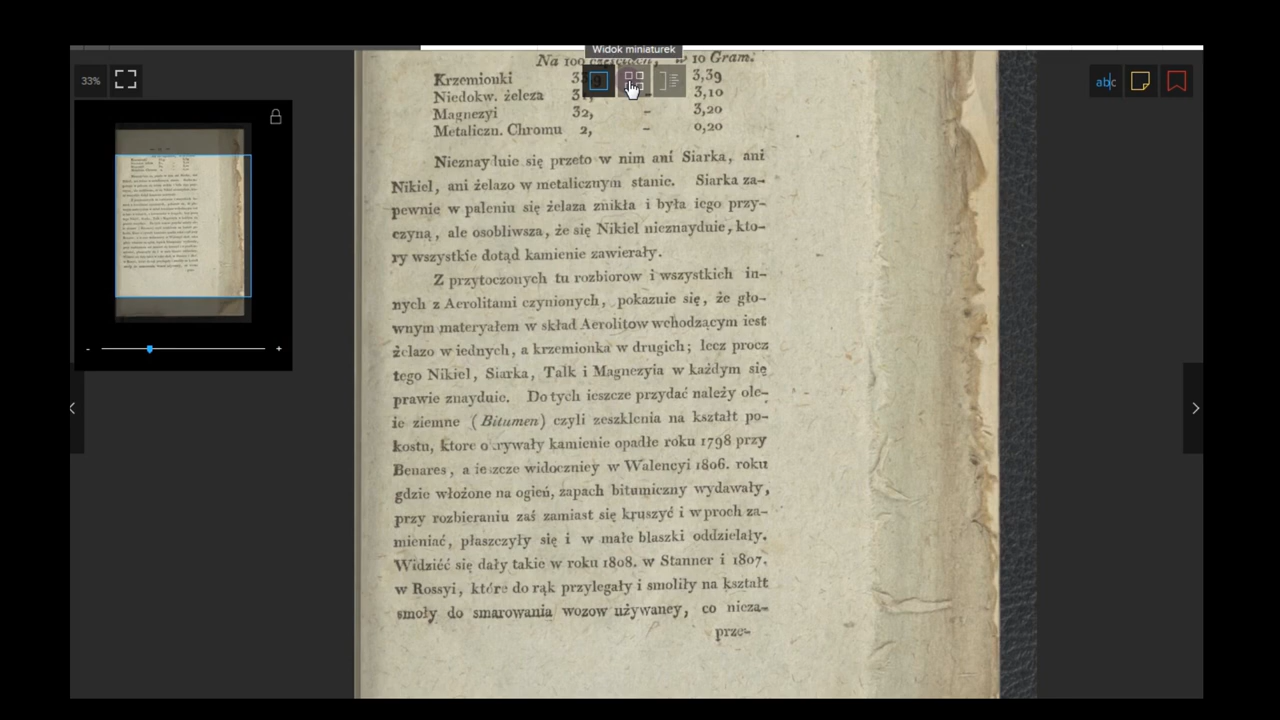 Widok miniaturek
33%
abc
Na 100 w 10 Gram.
Krzemionki 3,39
Niedokw. żelcza - 3,10
Magnezyi 32, - 3,20
Metaliczn. Chromu 2, - 0,20
Nieznayduie się przeto w nim ani Siarka, ani
Nikiel, ani żelazo w metalicznym stanie. Siarka za-
pewnie w paleniu się żelaza znikła i była iego przy-
czyną, ale osobliwsza, że się Nikiel nieznayduie, kto-
ry wszystkie dotąd kamienie zawierały.
Z przytoczonych tu rozbiorow i wszystkich in-
nych z Aerolitami czynionych, pokazuie się, że gło-
wnym materyałem w skład Aerolitow wchodzącym iest
żelazo w iednych, a krzemionka w drugich; lecz procz
tego Nikiel, Siarka, Talk i Magnezyia w każdym się
prawie znayduie. Do tych ieszcze przydać należy ole-
ie ziemne (Bitumen) czyli zeszklenia na kształt po-
kostu, ktore okrywały kamienie opadłe roku 1798 przy
Benares, a ieszcze widoczniey w Walencyi 1806. roku
gdzie włożone na ogień, zapach bitumiczny wydawały,
przy rozbieraniu zaś zamiast się kruszyć i w proch za-
mieniać, płaszczyły się i w małe blaszki oddzielały.
Widzićć się dały takie w roku 1808. w Stanner i 1807.
w Rossyi, które do rąk przylegały i smoliły na kształt
smoły do smarowania wozow używaney, co nieza-
prze-